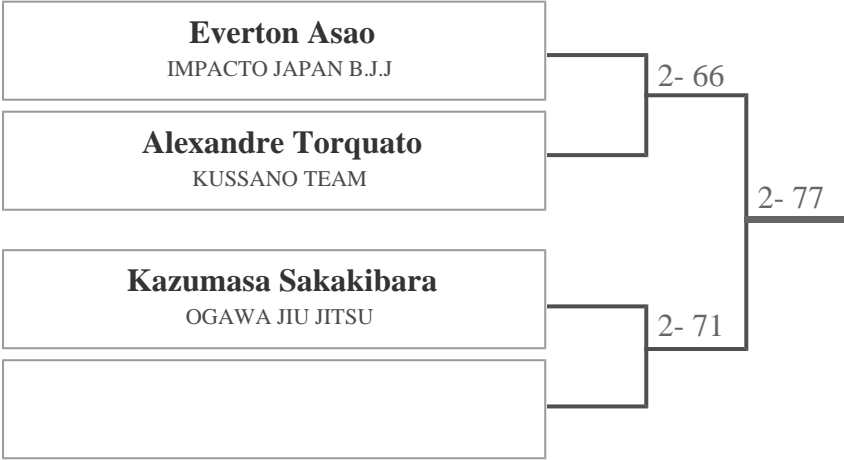 Everton Asao
IMPACTO JAPAN B.J.J
2- 66
Alexandre Torquato
KUSSANO TEAM
2- 77
Kazumasa Sakakibara
OGAWA JIU JITSU
2- 71